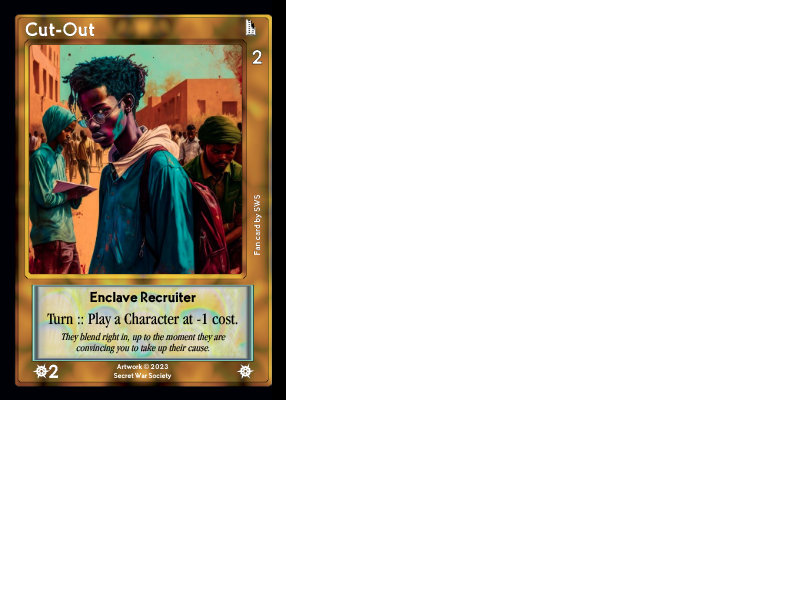 Cut-Out
2
Fan card by SWS
Enclave Recruiter
Turn :: Play a Character at -1 cost.
They blend right in, up to the moment they are
convincing you to take up their cause.
2
Artwork © 2023
Secret War Society